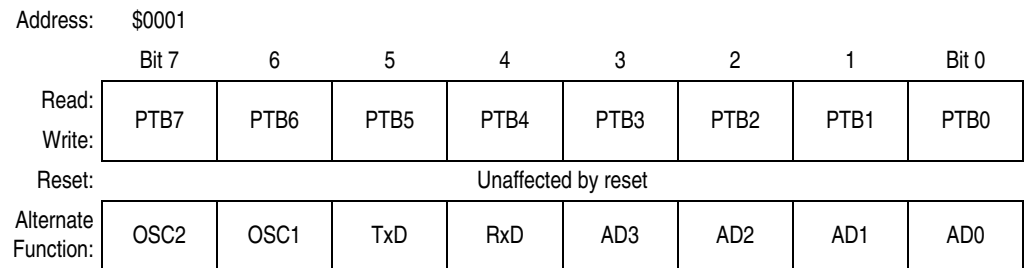 Address: $0001
Bit 7 6 5 4 3 2 1 Bit 0
Read:
PTB7 PTB6 PTB5 PTB4 PTB3 PTB2 PTB1 PTB0
Write:
Reset: Unaffected by reset
Alternate
Function: OSC2 OSC1 TxD RxD AD3 AD2 AD1 AD0